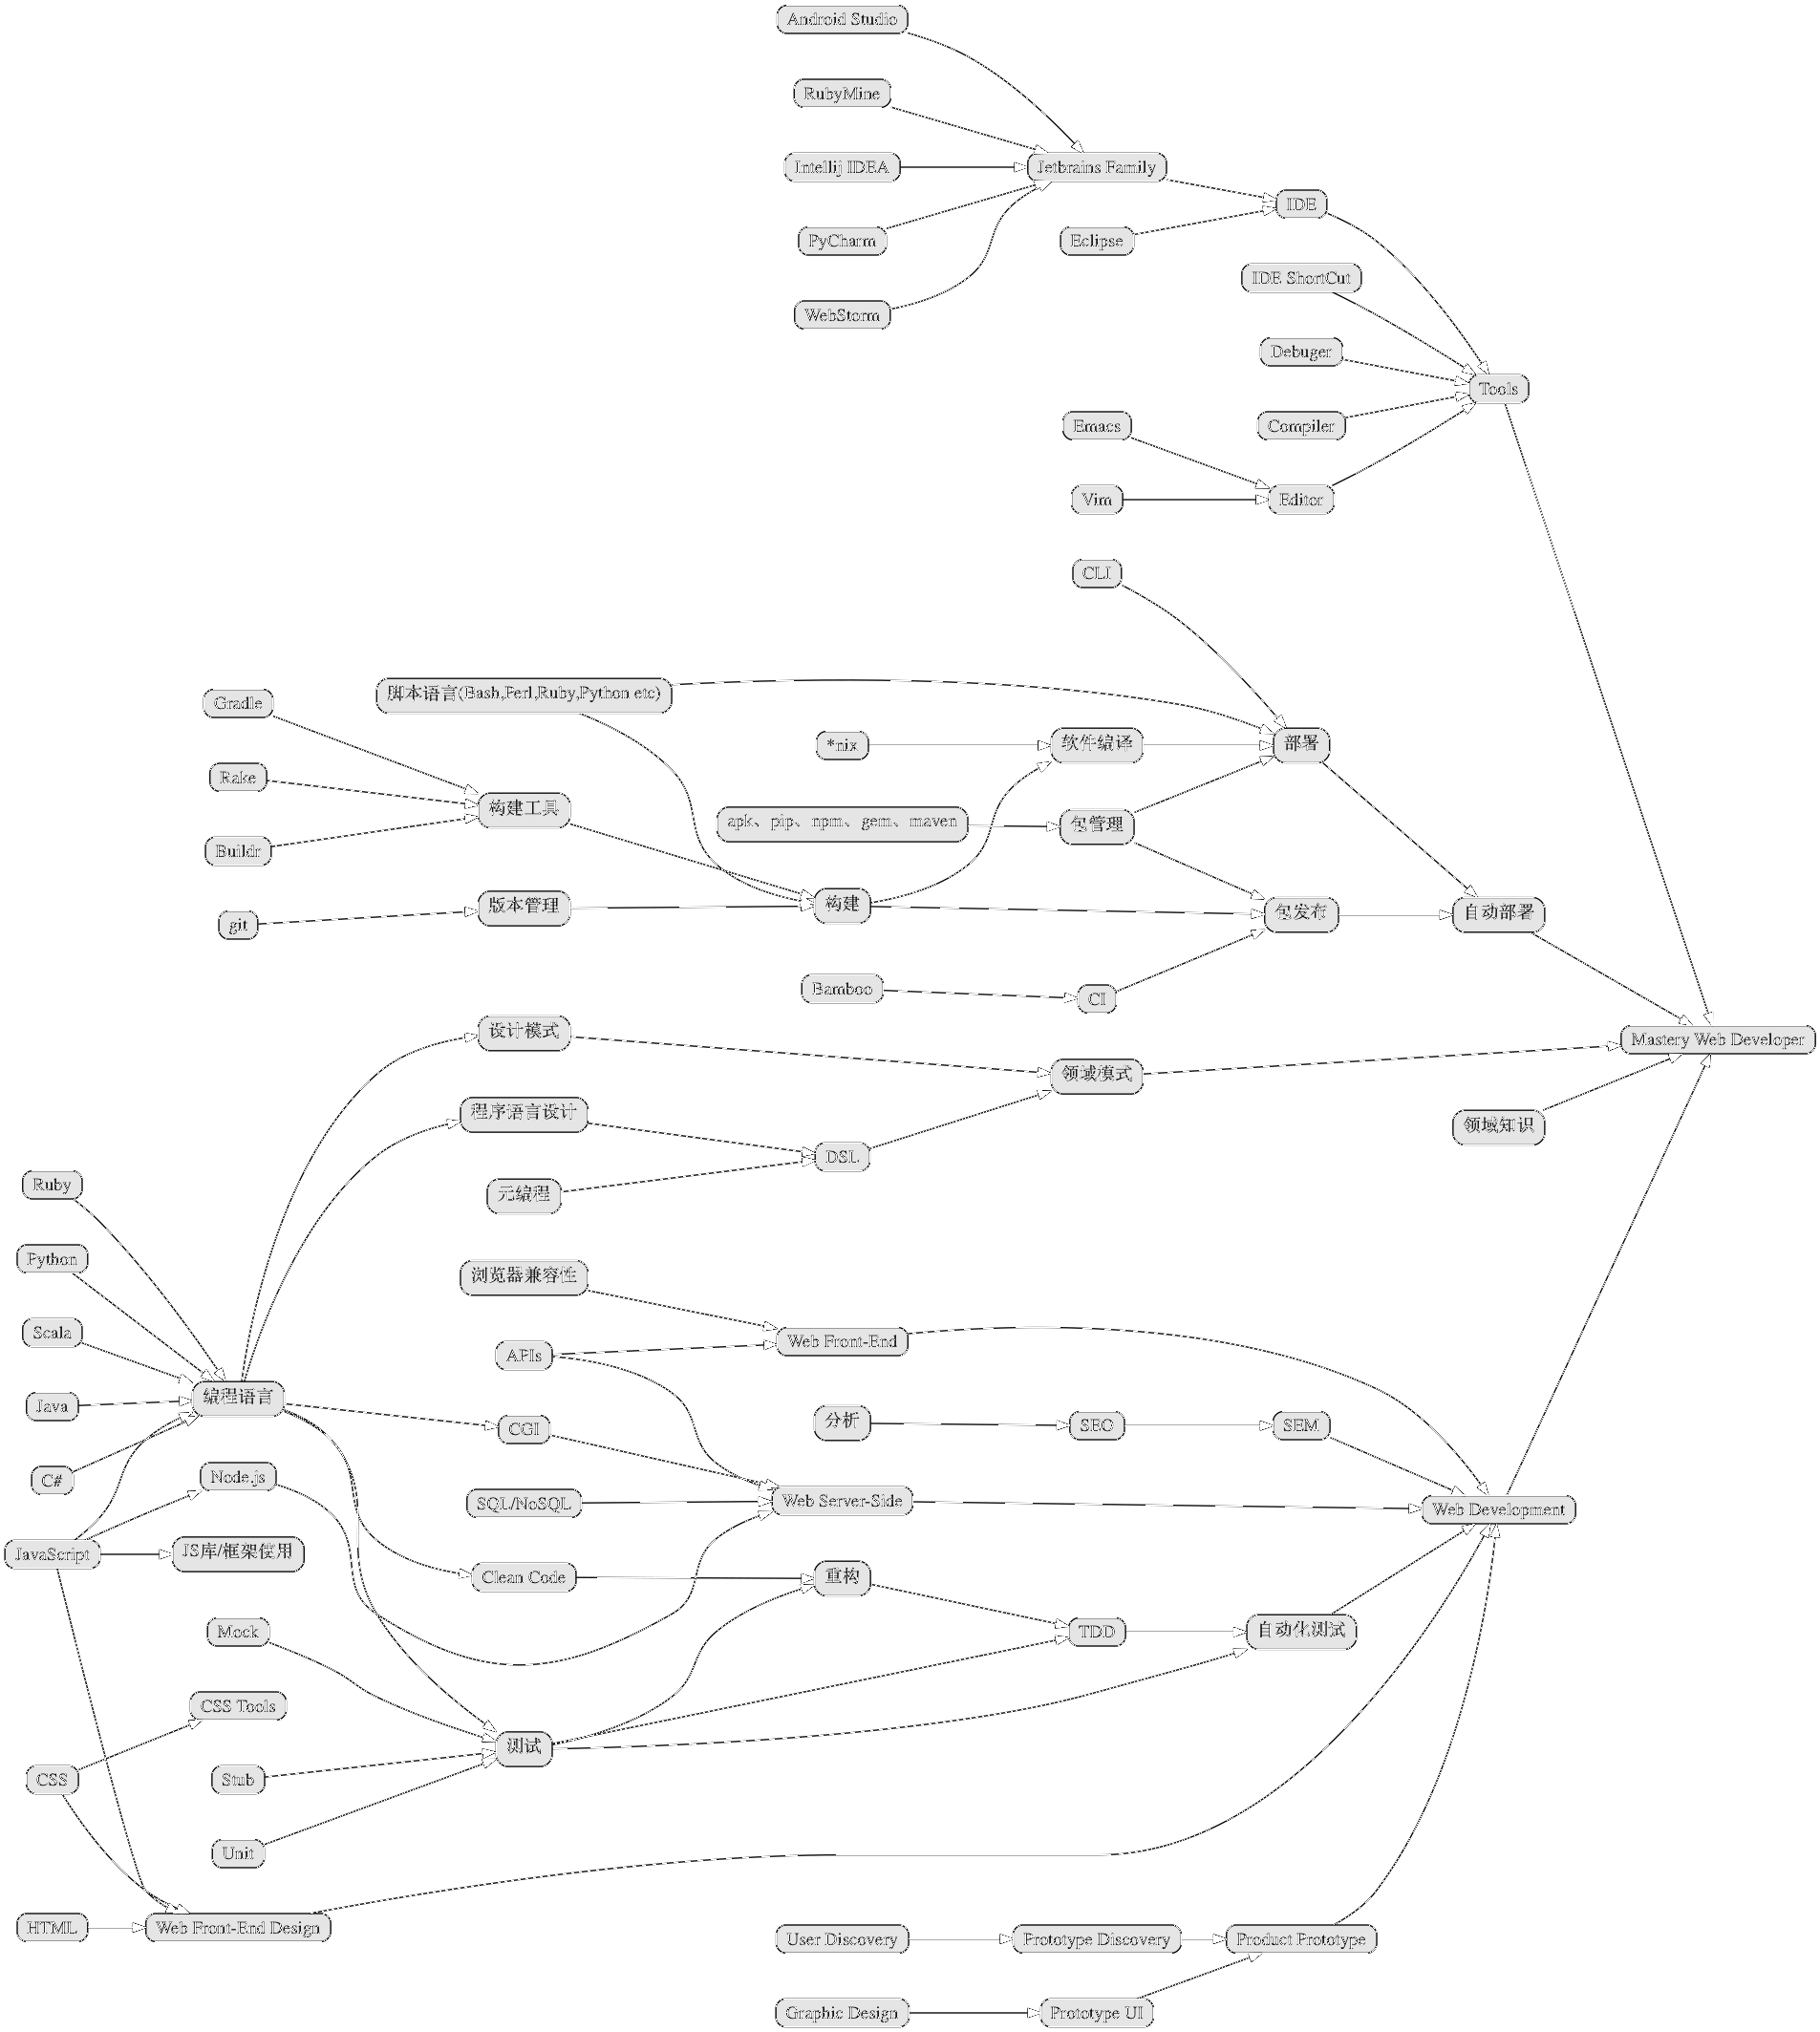 Android Studio
RubyMine
Intellij IDEA
Jetbrains Family
IDE
PyCharm
Eclipse
IDE ShortCut
WebStorm
Debuger
Tools
Emacs
Compiler
Vim
Editor
CLI
脚本语言(Bash,Perl,Ruby,Python etc)
Gradle
*nix
软件编译
部署
Rake
构建工具
apk、pip、npm、gem、maven
包管理
Buildr
版本管理
构建
包发布
自动部署
git
Bamboo
CI
设计模式
Mastery Web Developer
领域模式
程序语言设计
领域知识
DSL
Ruby
元编程
Python
浏览器兼容性
Scala
Web Front-End
APIs
编程语言
Java
CGI
分析
SEO
SEM
C#
Node.js
SQL/NoSQL
Web Server-Side
Web Development
JavaScript
JS库/框架使用
Clean Code
重构
Mock
TDD
自动化测试
CSS Tools
测试
CSS
Stub
Unit
HTML
Web Front-End Design
User Discovery
Prototype Discovery
Product Prototype
Graphic Design
Prototype UI